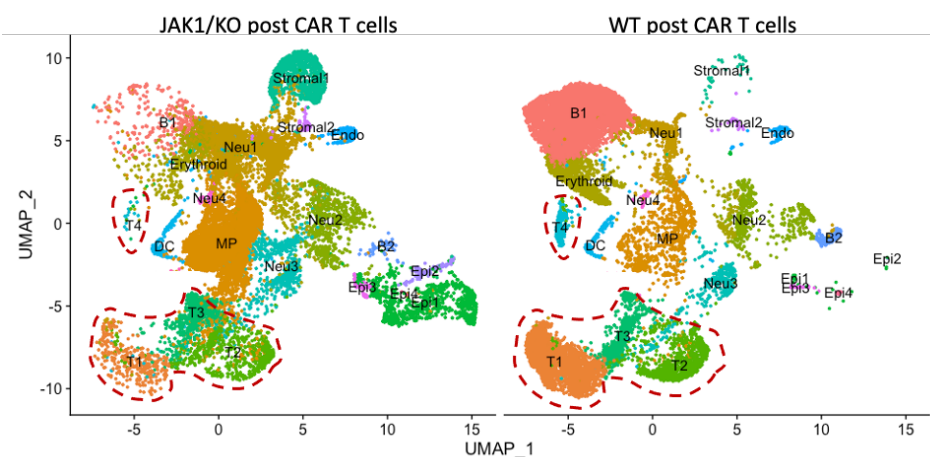 JAK1/KO post CAR T cells
WT post CAR T cells
UMAP_2
10
5
0
-5
-10
Stromal1
B1
Stromal2
Endo
Neu1
Erythroid
Neu4
T4
Neu2
DC
MP
B2
Neu3
Epi2
Epi3
Epi4
Epi1
T3
T1
T2
Stromal1
B1
Stromal2
Neu1
Endo
Erythroid
Neu4
T4
Neu2
DC
MP
B2
Epi2
Neu3
Epi1
Epi3
Epi4
T3
T1
T2
-5 0 5 10 15
-5 0 5 10 15
UMAP_1